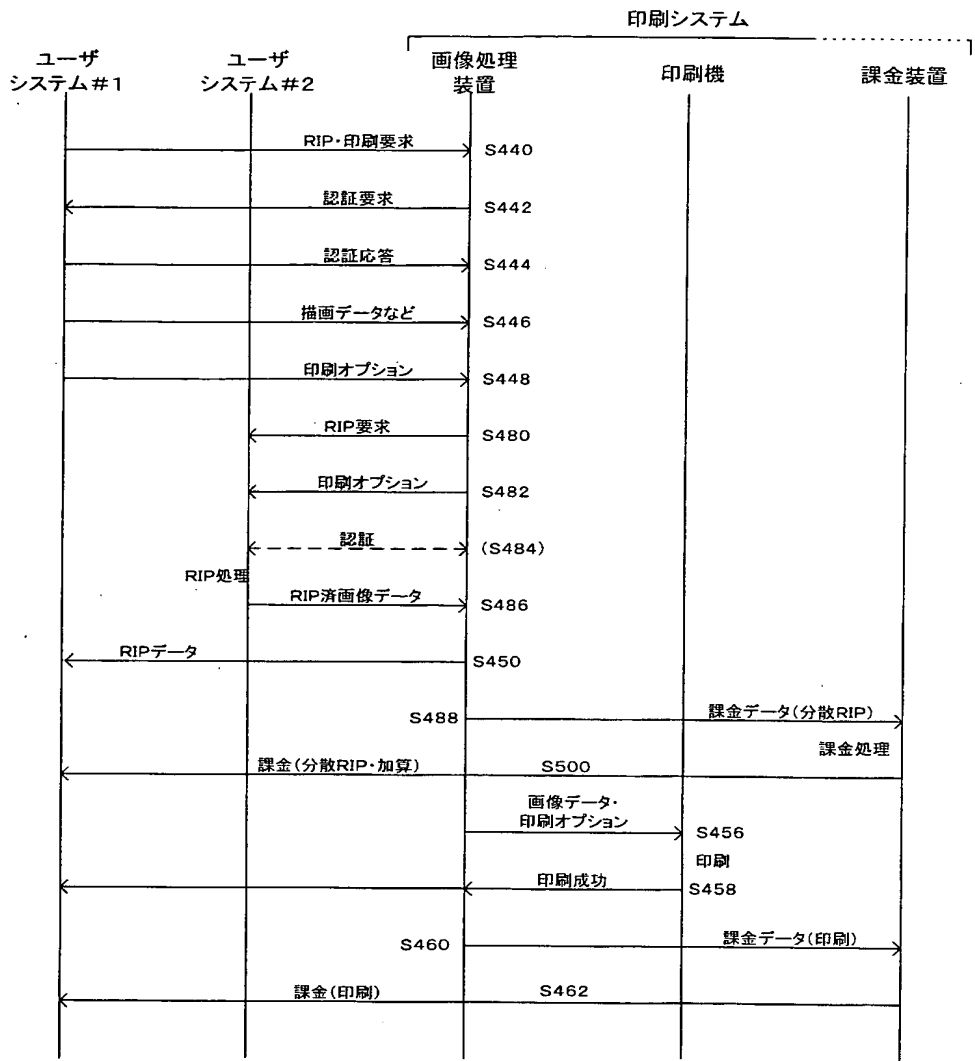 印刷システム
ユーザ
システム#1
ユーザ
システム#2
画像処理
装置
印刷機
課金装置
RIP・印刷要求
S440
認証要求
S442
認証応答
S444
描画データなど
S446
印刷オプション
S448
RIP要求
S480
印刷オプション
S482
認証
(S484)
RIP処理
RIP済画像データ
S486
RIPデータ
S450
S488
課金データ(分散RIP)
課金処理
課金(分散RIP・加算)
S500
画像データ・
印刷オプション
S456
印刷
印刷成功
S458
S460
課金データ(印刷)
課金(印刷)
S462